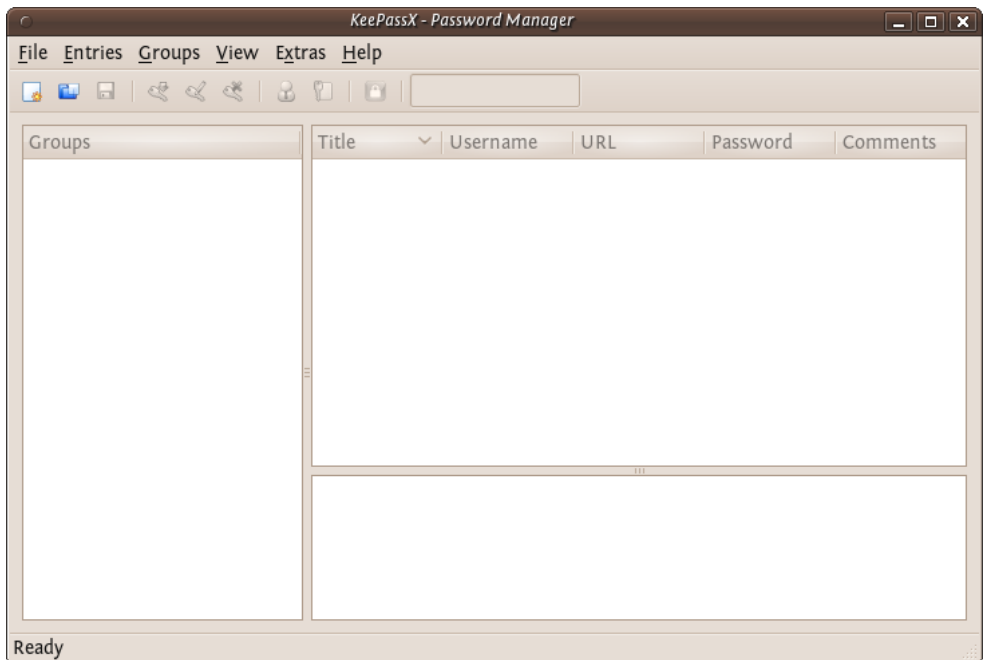 KeePassX - Password Manager
File Entries Groups View Extras Help
Groups Title Username URL Password Comments
Ready